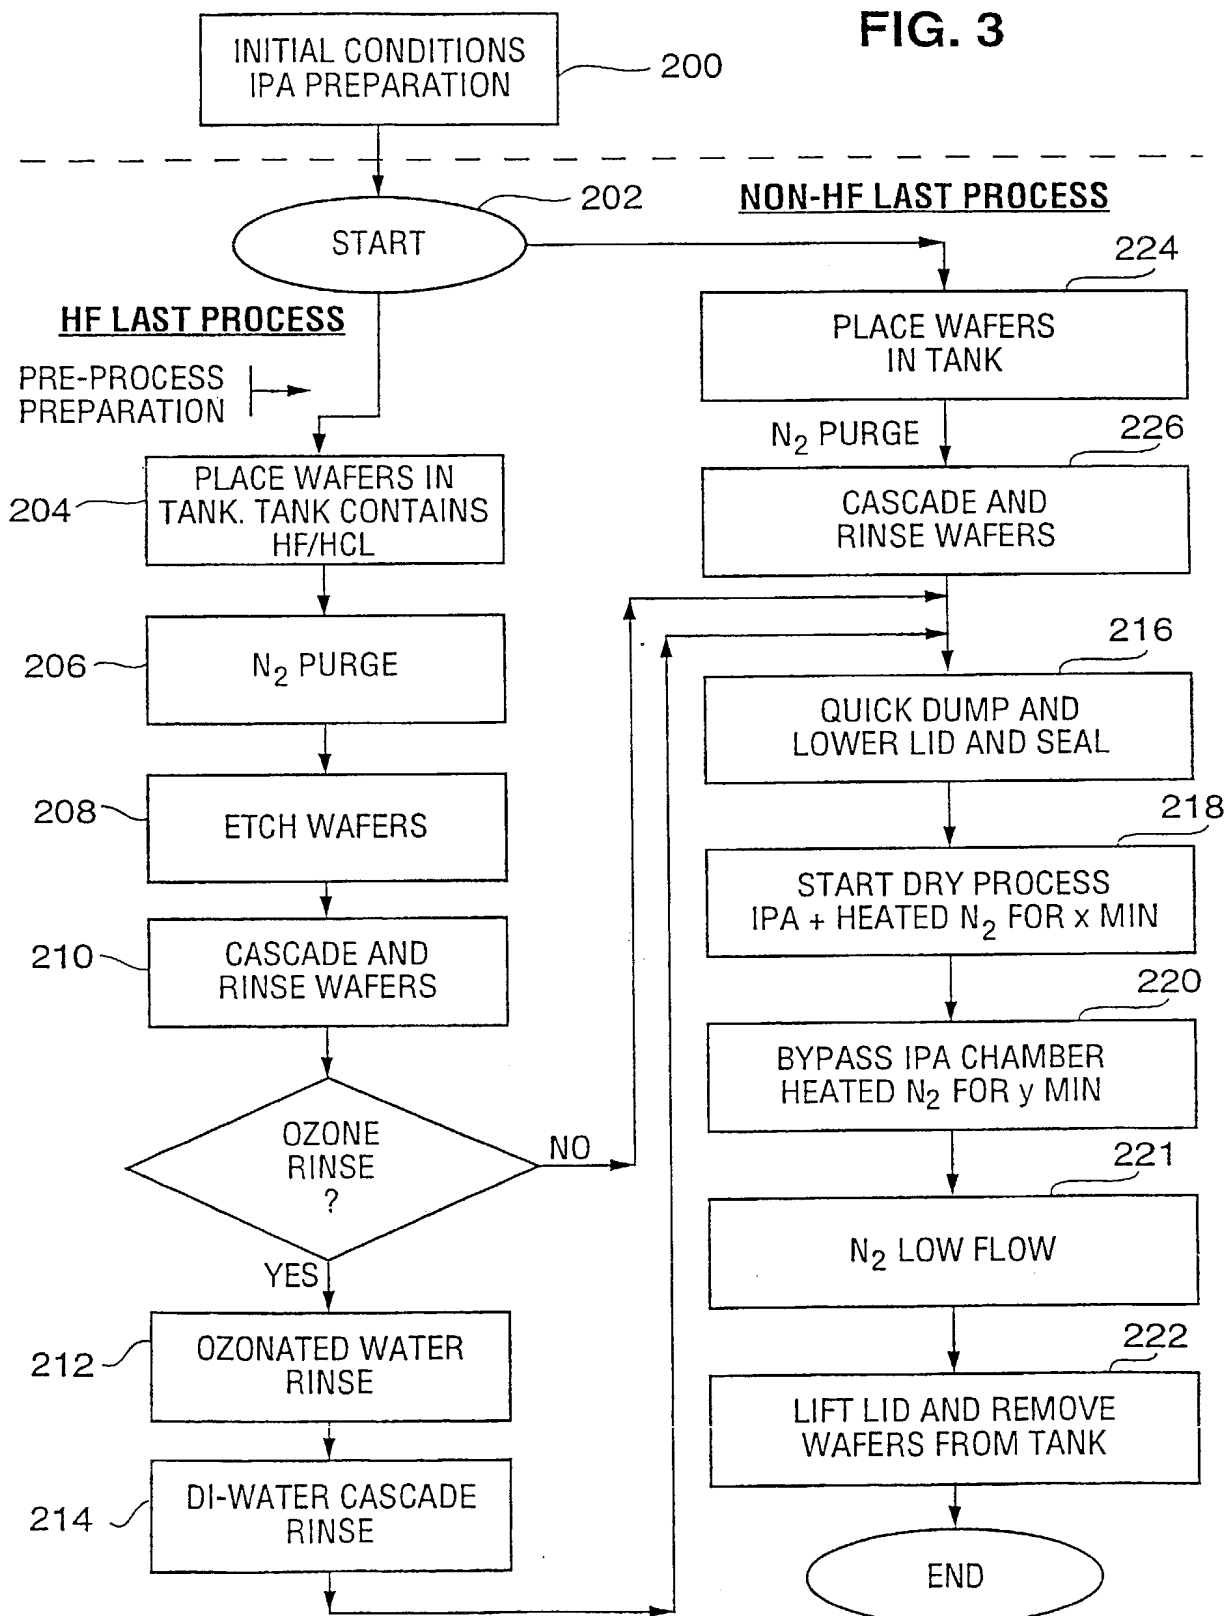 FIG. 3
INITIAL CONDITIONS
IPA PREPARATION
200
START
202
HF LAST PROCESS
PRE-PROCESS
PREPARATION
PLACE WAFERS IN
TANK. TANK CONTAINS
HF/HCL
204
N2 PURGE
206
ETCH WAFERS
208
CASCADE AND
RINSE WAFERS
210
OZONE
RINSE
?
NO
YES
OZONATED WATER
RINSE
212
DI-WATER CASCADE
RINSE
214
NON-HF LAST PROCESS
224
PLACE WAFERS
IN TANK
N2 PURGE
226
CASCADE AND
RINSE WAFERS
216
QUICK DUMP AND
LOWER LID AND SEAL
218
START DRY PROCESS
IPA + HEATED N2 FOR x MIN
220
BYPASS IPA CHAMBER
HEATED N2 FOR y MIN
221
N2 LOW FLOW
222
LIFT LID AND REMOVE
WAFERS FROM TANK
END